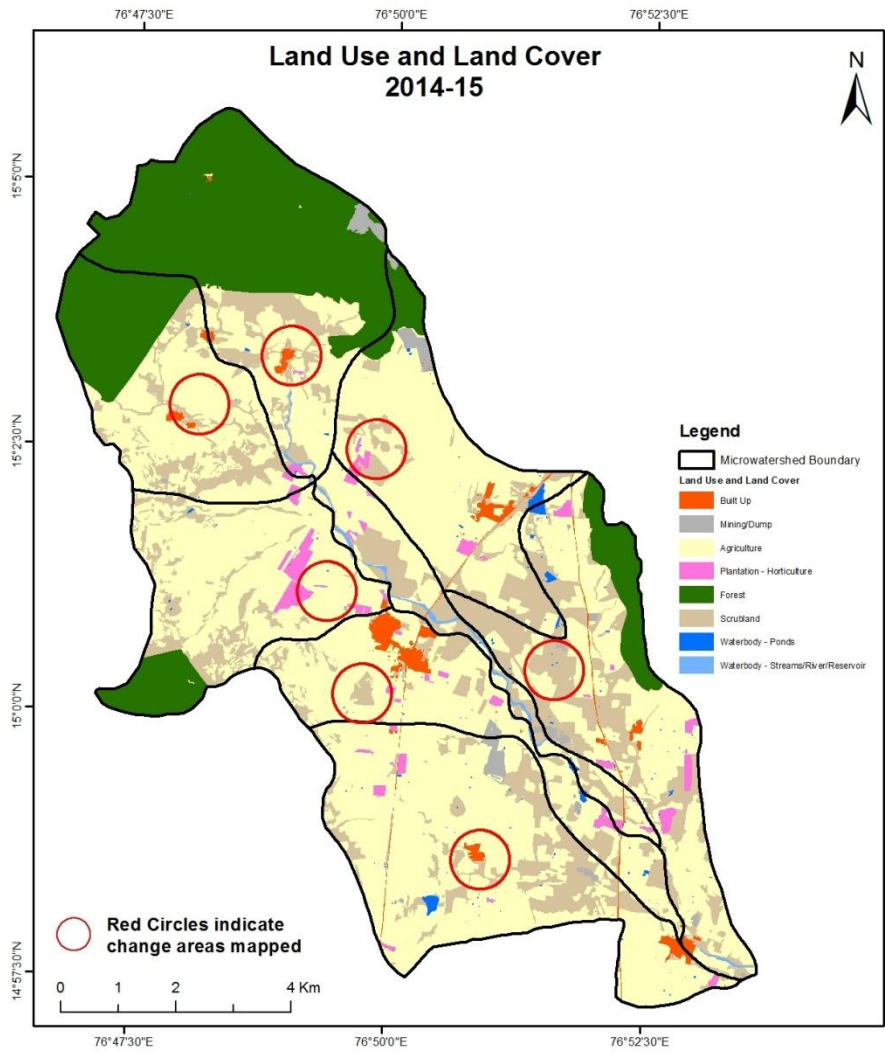 76°47'30"E 76°50'0"E 76°52'30"E
Land Use and Land Cover
2014-15
N
15°5'0"N
15°2'30"N
15°0'0"N
14°57'30"N
Legend
Microwatershed Boundary
Land Use and Land Cover
Built Up
Mining/Dump
Agriculture
Plantation - Horticulture
Forest
Scrubland
Waterbody - Ponds
Waterbody - Streams/River/Reservoir
Red Circles indicate
change areas mapped
0 1 2 4 Km
76°47'30"E 76°50'0"E 76°52'30"E